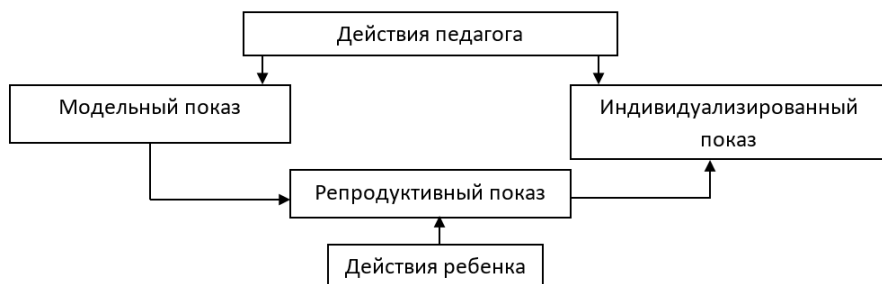 Действия педагога
Модельный показ
Индивидуализированный
показ
Репродуктивный показ
Действия ребенка